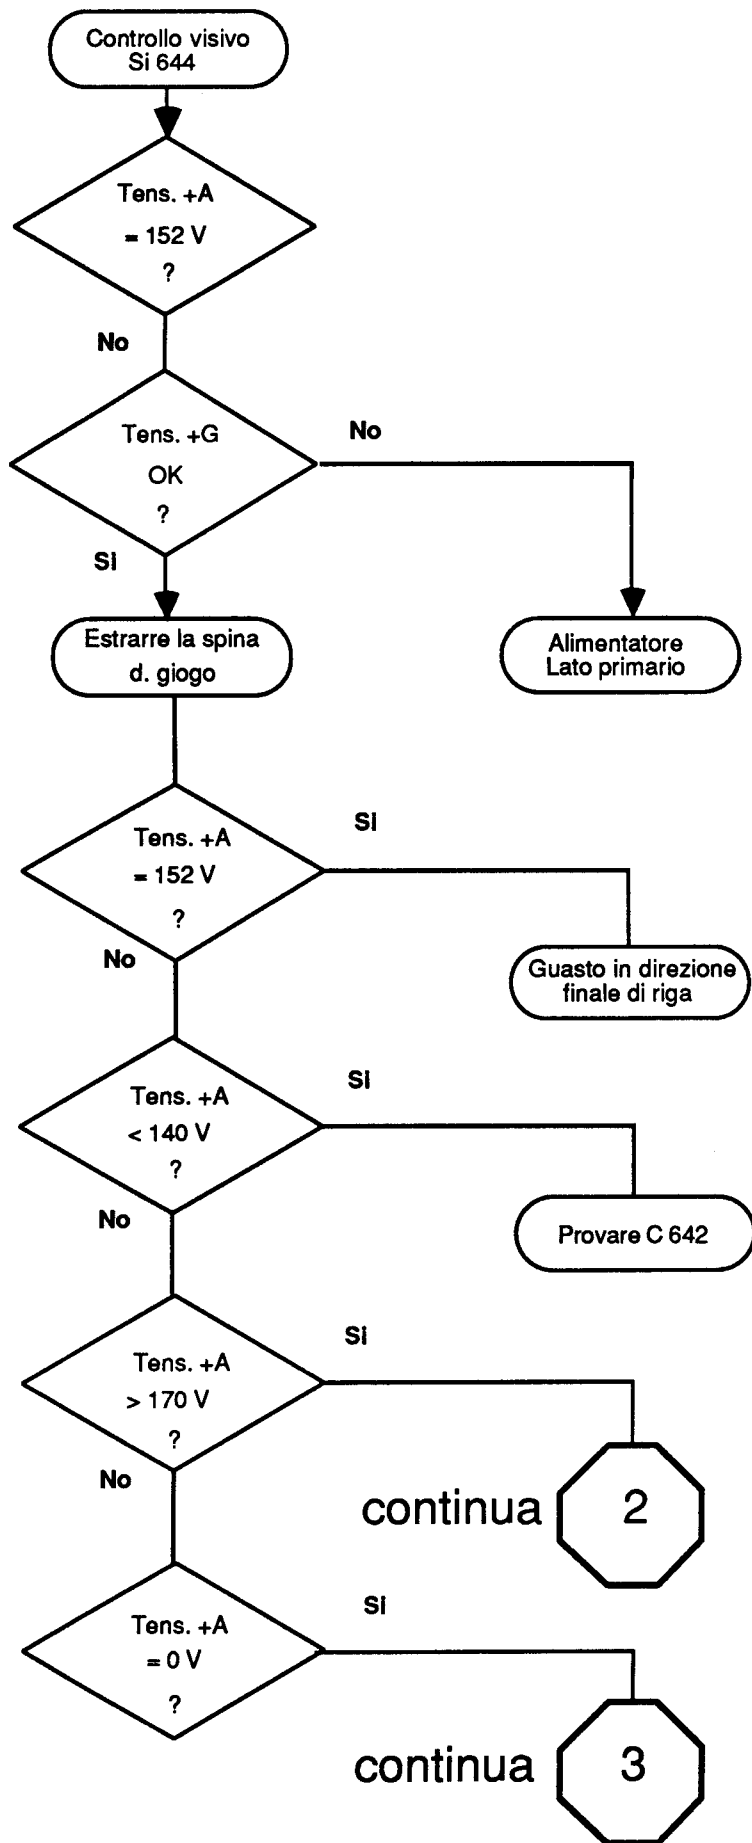 Controllo visivo
Si 644
Tens. +A
= 152 V
?
No
Tens. +G
OK
?
No
Si
Estrarre la spina
d. giogo
Alimentatore
Lato primario
Tens. +A
= 152 V
?
Si
No
Guasto in direzione
finale di riga
Tens. +A
< 140 V
?
Si
No
Provare C 642
Tens. +A
> 170 V
?
Si
No
continua 2
Tens. +A
= 0 V
?
Si
continua 3